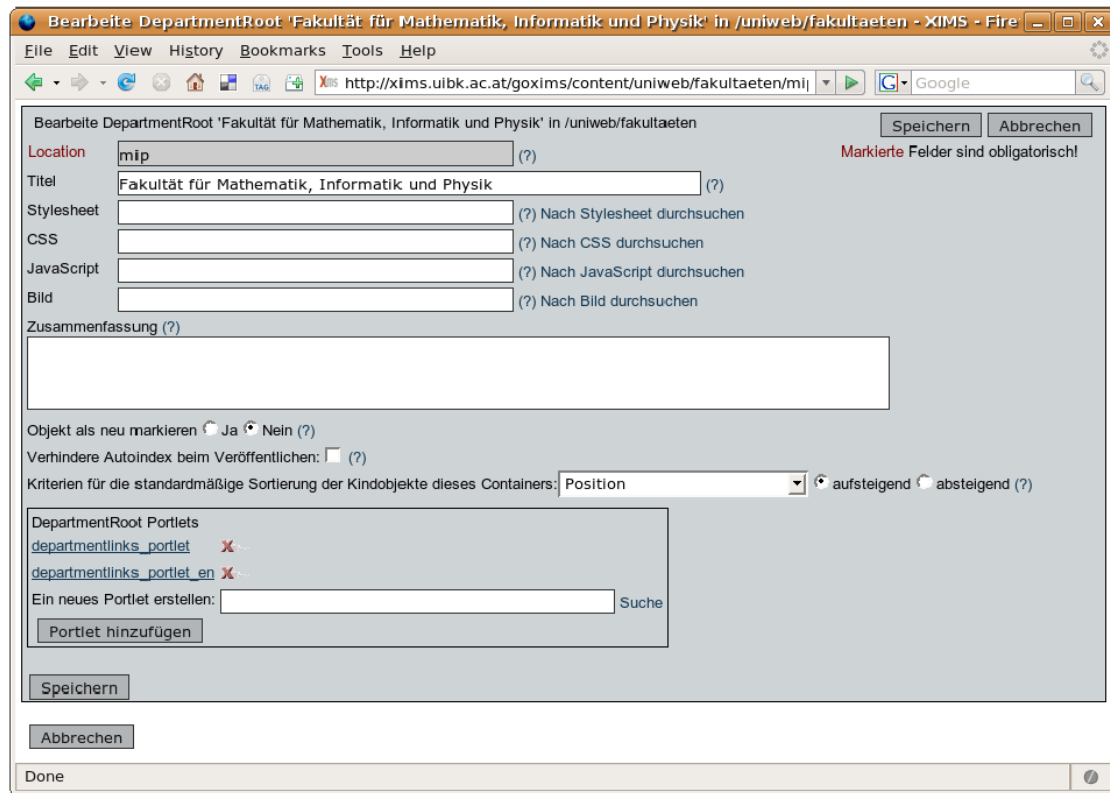 Bearbeite DepartmentRoot 'Fakultät für Mathematik, Informatik und Physik' in /uniweb/fakultaeten - XIMS - Fire
File Edit View History Bookmarks Tools Help
TAG Xims http://xims.uibk.ac.at/goxims/content/uniweb/fakultaeten/mip G Google
Bearbeite DepartmentRoot 'Fakultät für Mathematik, Informatik und Physik' in /uniweb/fakultaeten Speichern Abbrechen
Location mip (?) Markierte Felder sind obligatorisch!
Titel Fakultät für Mathematik, Informatik und Physik (?)
Stylesheet (?) Nach Stylesheet durchsuchen
CSS (?) Nach CSS durchsuchen
JavaScript (?) Nach JavaScript durchsuchen
Bild (?) Nach Bild durchsuchen
Zusammenfassung (?)
Objekt als neu markieren Ja Nein (?)
Verhindere Autoindex beim Veröffentlichen: (?)
Kriterien für die standardmäßige Sortierung der Kindobjekte dieses Containers: Position aufsteigend absteigend (?)
DepartmentRoot Portlets
departmentlinks_portlet
departmentlinks_portlet_en
Ein neues Portlet erstellen: Suche
Portlet hinzufügen
Speichern
Abbrechen
Done